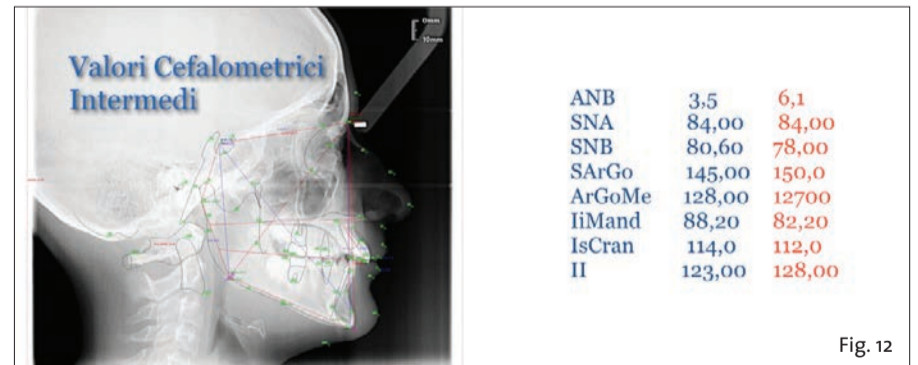 Valori Cefalometrici
Intermedi
0mm
10mm
ANB 3,5 6,1
SNA 84,00 84,00
SNB 80,60 78,00
SArGo 145,00 150,0
ArGoMe 128,00 12700
IiMand 88,20 82,20
IsCran 114,0 112,0
II 123,00 128,00
Fig. 12